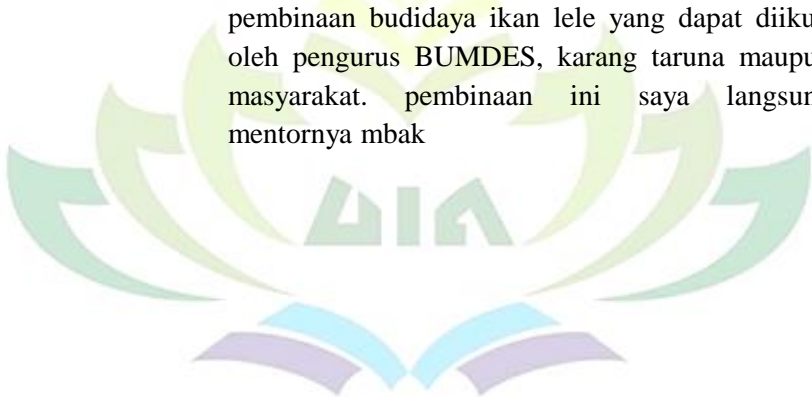 pembinaan budidaya ikan lele yang dapat diiku
oleh pengurus BUMDES, karang taruna maupu
masyarakat. pembinaan ini saya langsun
mentornya mbak
UIN